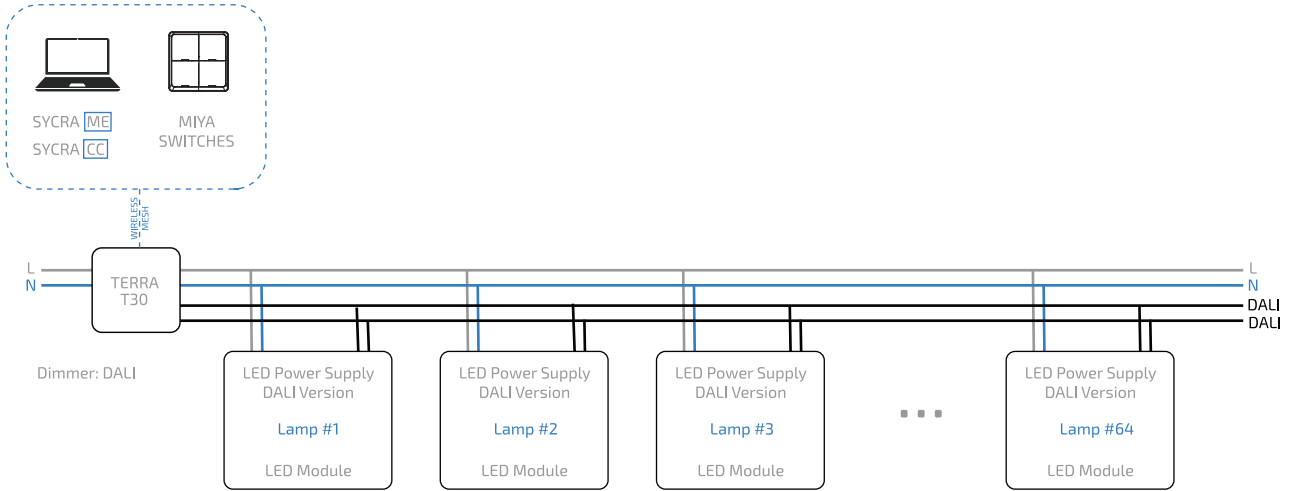 SYCRA ME
SYCRA CC
MIYA
SWITCHES
WIRELESS
MESH
L
N
TERRA
T30
L
N
DALI
DALI
Dimmer: DALI
LED Power Supply
DALI Version
Lamp #1
LED Module
LED Power Supply
DALI Version
Lamp #2
LED Module
LED Power Supply
DALI Version
Lamp #3
LED Module
...
LED Power Supply
DALI Version
Lamp #64
LED Module